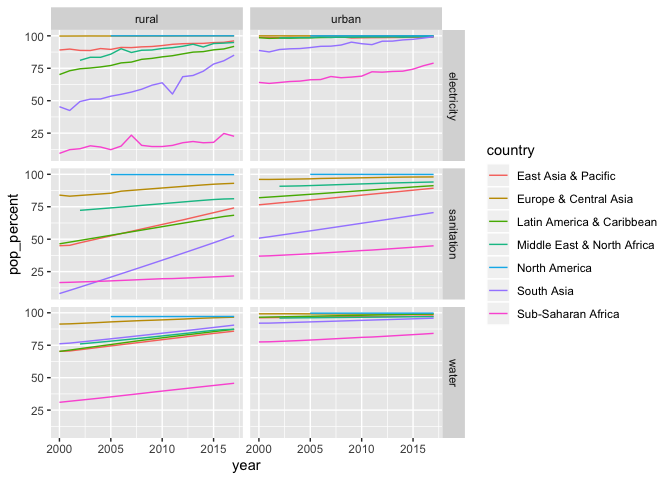 rural urban
100
75
50
25
electricity
100
75
50
25
sanitation
100
75
50
25
water
2000 2005 2010 2015 2000 2005 2010 2015
year
pop_percent
country
East Asia & Pacific
Europe & Central Asia
Latin America & Caribbean
Middle East & North Africa
North America
South Asia
Sub-Saharan Africa